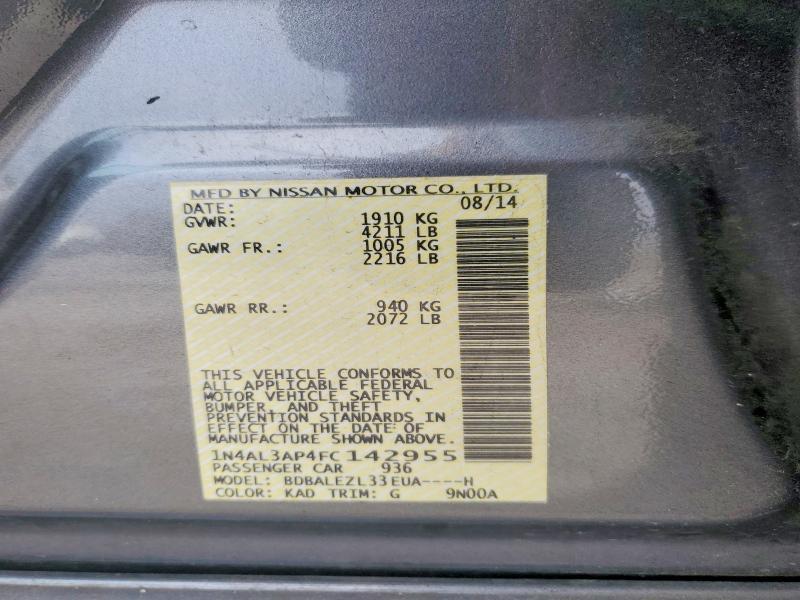 MFD BY NISSAN MOTOR CO., LTD.
DATE: 08/14
GVWR: 1910 KG
4211 LB
GAWR FR.: 1005 KG
2216 LB
GAWR RR.: 940 KG
2072 LB
THIS VEHICLE CONFORMS TO
ALL APPLICABLE FEDERAL
MOTOR VEHICLE SAFETY,
BUMPER, AND THEFT
PREVENTION STANDARDS IN
EFFECT ON THE DATE OF
MANUFACTURE SHOWN ABOVE.
1N4AL3AP4FC142955
PASSENGER CAR 936
MODEL: BDBALEZL33EUA----H
COLOR: KAD TRIM: G 9N00A